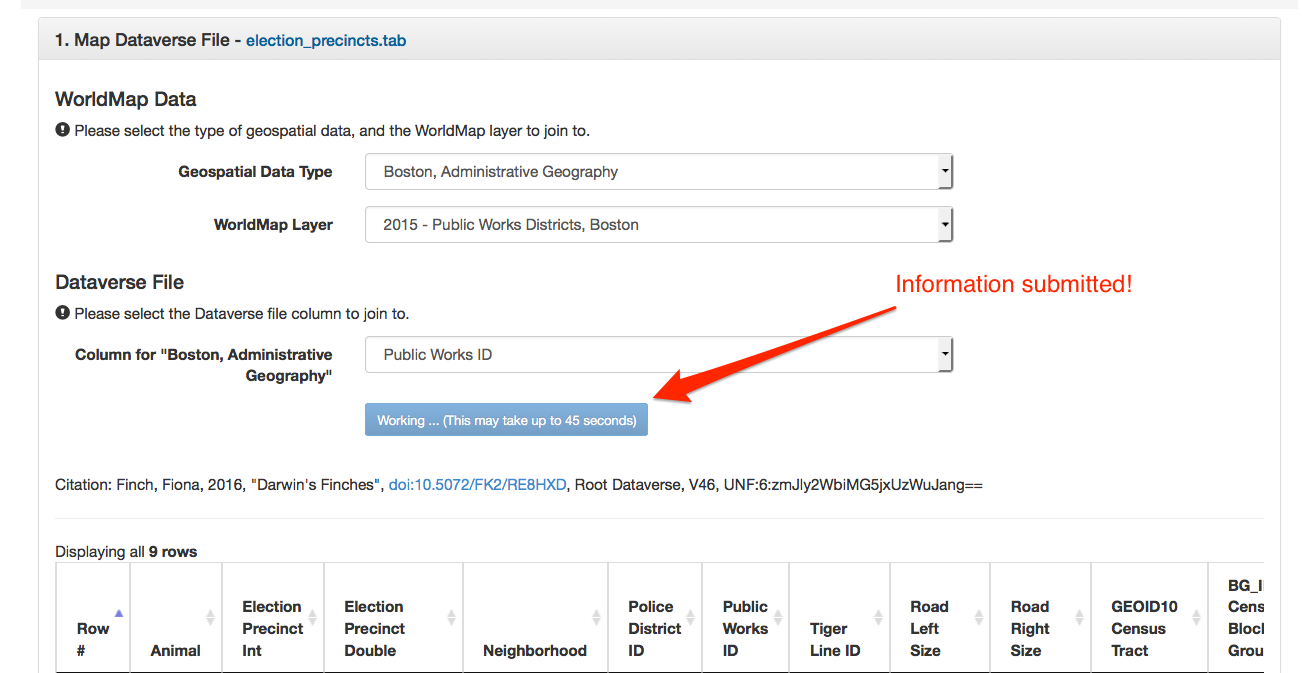 1. Map Dataverse File - election_precincts.tab
WorldMap Data
Please select the type of geospatial data, and the WorldMap layer to join to.
Geospatial Data Type
Boston, Administrative Geography
WorldMap Layer
2015 - Public Works Districts, Boston
Dataverse File
Information submitted!
Please select the Dataverse file column to join to.
Column for "Boston, Administrative
Geography"
Public Works ID
Working ... (This may take up to 45 seconds)
Citation: Finch, Fiona, 2016, "Darwin's Finches", doi:10.5072/FK2/RE8HXD, Root Dataverse, V46, UNF:6:zmJly2WbiMG5jxUzWuJang==
Displaying all 9 rows
Row
#
Animal
Election
Precinct
Int
Election
Precinct
Double
Neighborhood
Police
District
ID
Public
Works
ID
Tiger
Line ID
Road
Left
Size
Road
Right
Size
GEOID10
Census
Tract
BG_I
Cens
Bloc
Grou